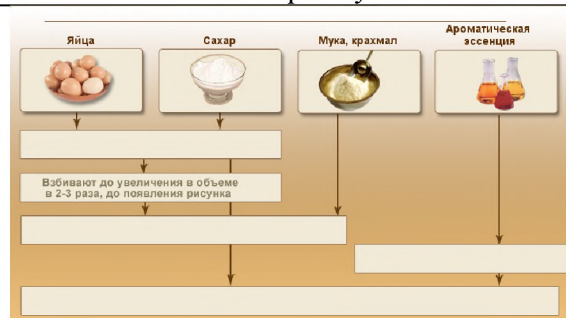 Яйца
Сахар
Мука, крахмал
Ароматическая
эссенция
Взбивают до увеличения в объеме
в 2-3 раза, до появления рисунка